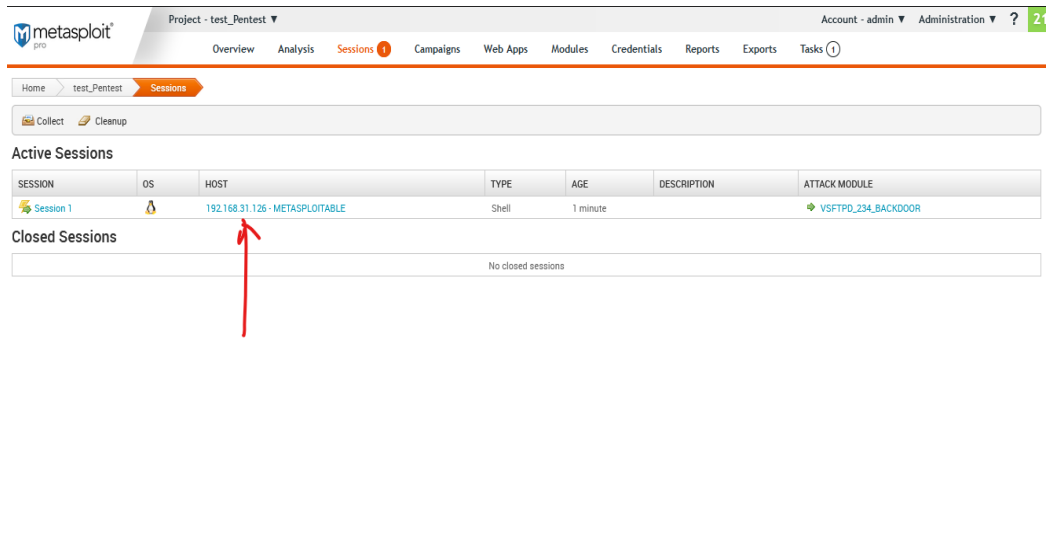 metasploit®
pro
Project - test_Pentest ▼
Account - admin ▼ Administration ▼ ? 21
Overview Analysis Sessions 1 Campaigns Web Apps Modules Credentials Reports Exports Tasks 1
Home test_Pentest Sessions
Collect Cleanup
Active Sessions
SESSION OS HOST TYPE AGE DESCRIPTION ATTACK MODULE
Session 1 192.168.31.126 - METASPLOITABLE Shell 1 minute VSFTPD_234_BACKDOOR
Closed Sessions
No closed sessions